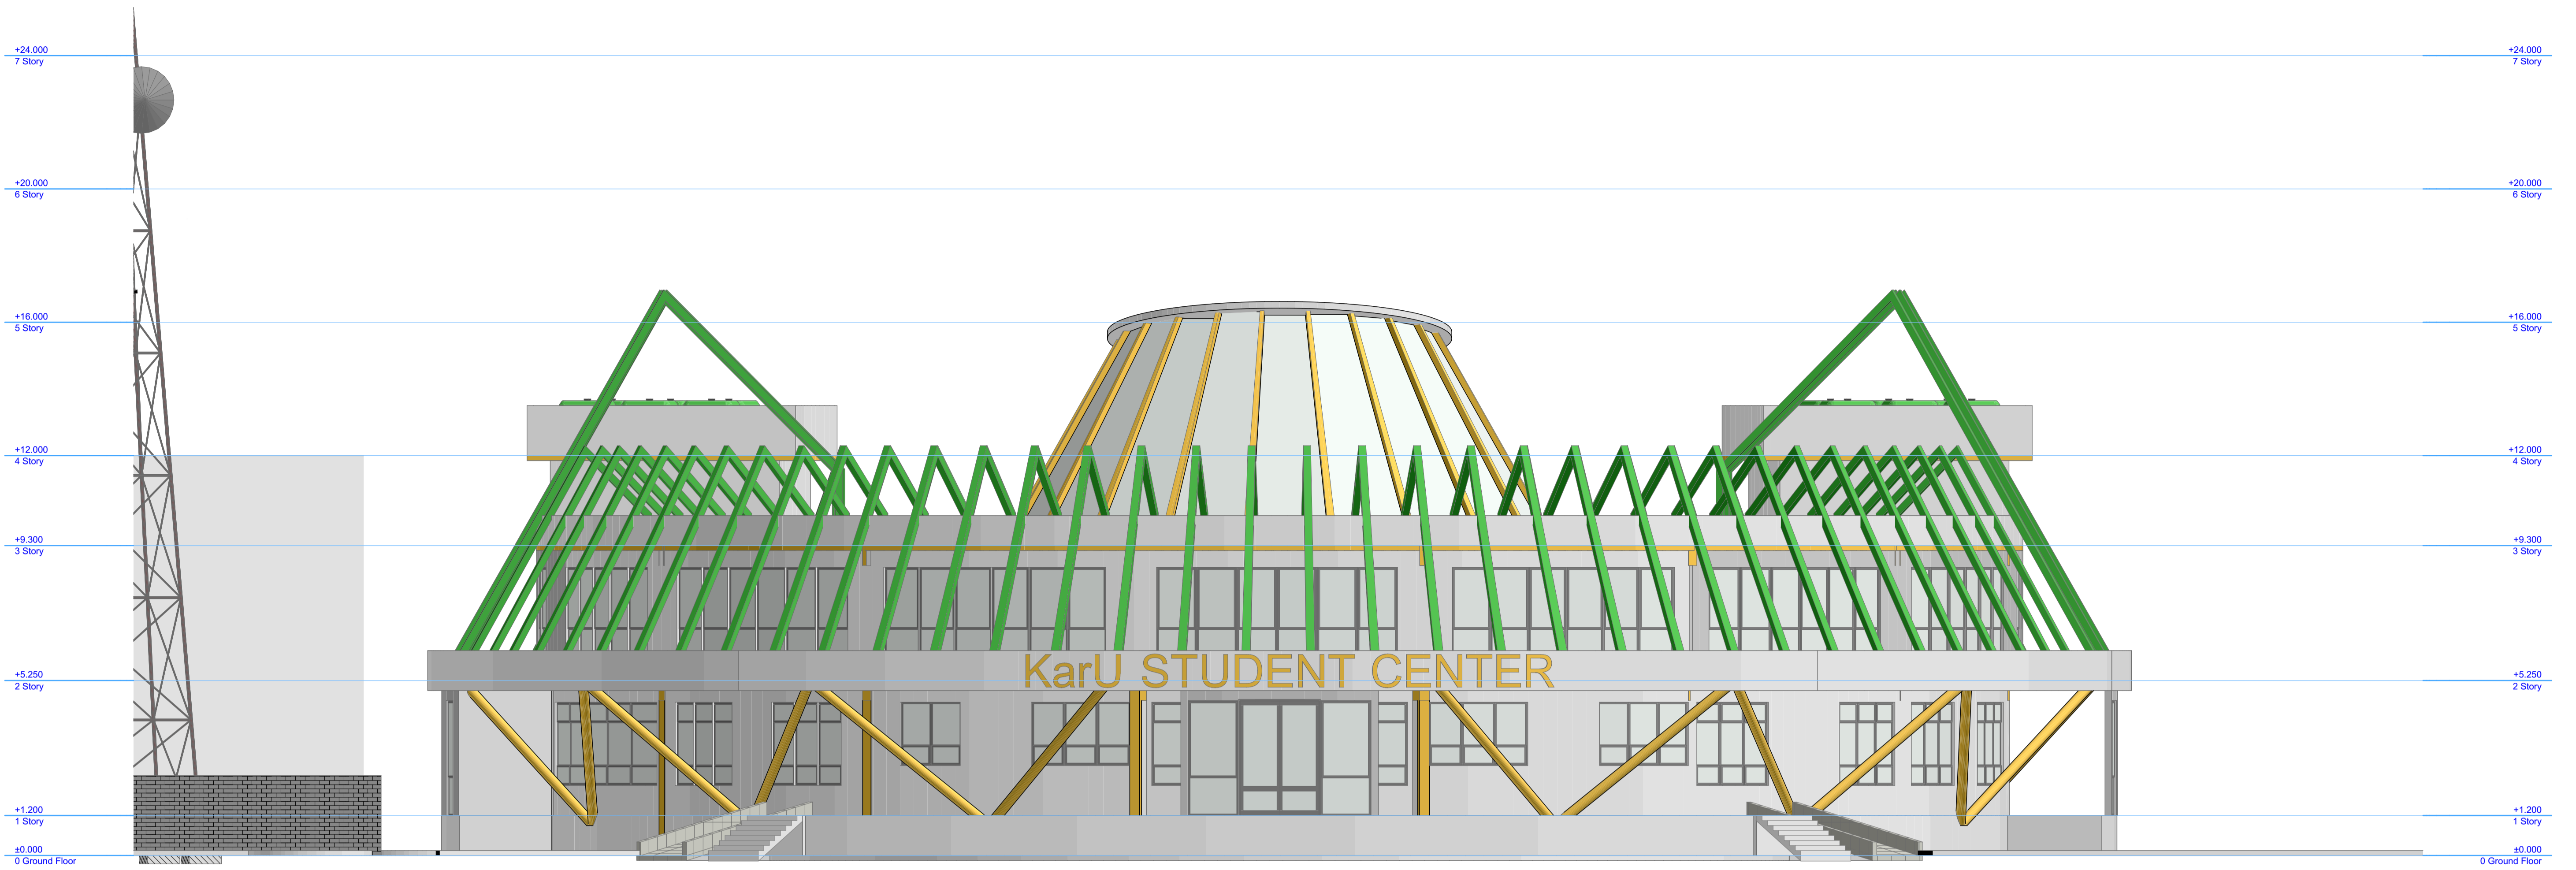 +24.000
7 Story
+24.000
7 Story
+20.000
6 Story
+20.000
6 Story
+16.000
5 Story
+16.000
5 Story
+12.000
4 Story
+12.000
4 Story
+9.300
3 Story
+9.300
3 Story
KarU STUDENT CENTER
+5.250
2 Story
+5.250
2 Story
+1.200
1 Story
+1.200
1 Story
±0.000
0 Ground Floor
±0.000
0 Ground Floor